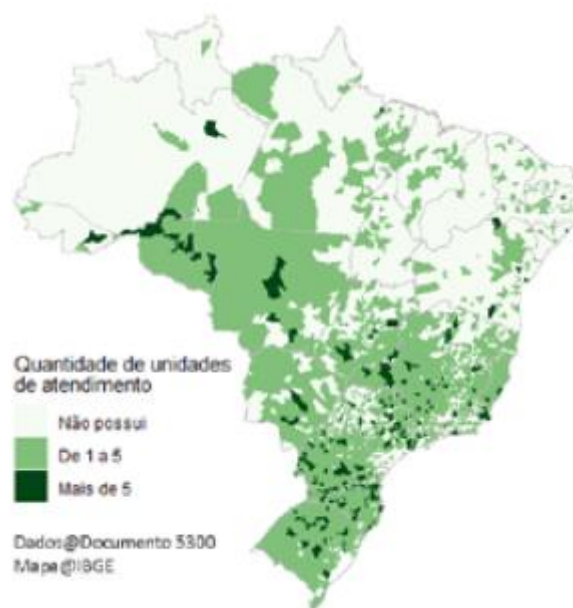 Quantidade de unidades
de atendimento
Não possui
De 1 a 5
Mais de 5
Dados@Documento 5300
Mapa@IBGE